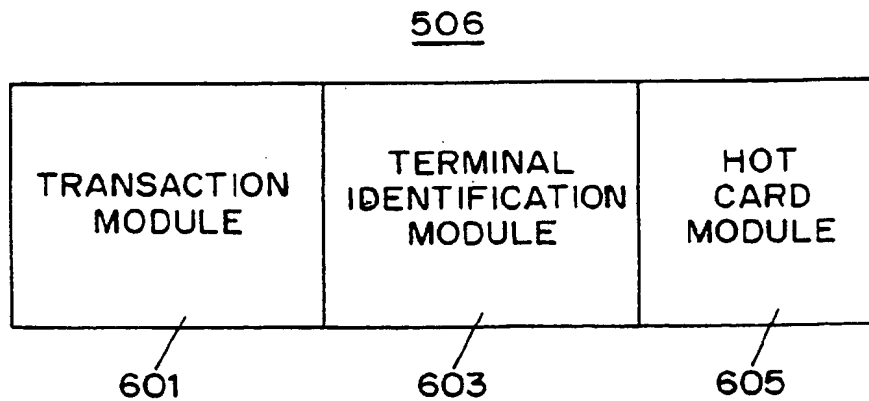 506
TRANSACTION
MODULE
TERMINAL
IDENTIFICATION
MODULE
HOT
CARD
MODULE
601
603
605